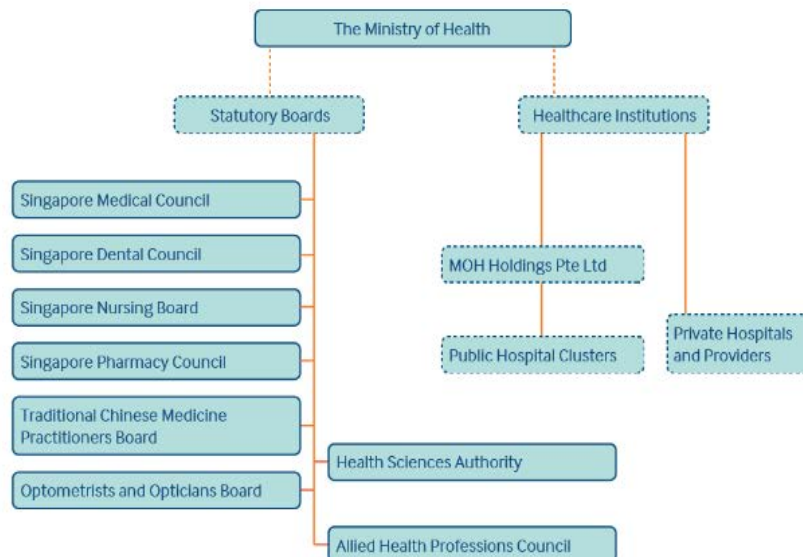 The Ministry of Health
Statutory Boards
Healthcare Institutions
Singapore Medical Council
Singapore Dental Council
Singapore Nursing Board
Singapore Pharmacy Council
Traditional Chinese Medicine
Practitioners Board
Optometrists and Opticians Board
Health Sciences Authority
Allied Health Professions Council
MOH Holdings Pte Ltd
Public Hospital Clusters
Private Hospitals
and Providers